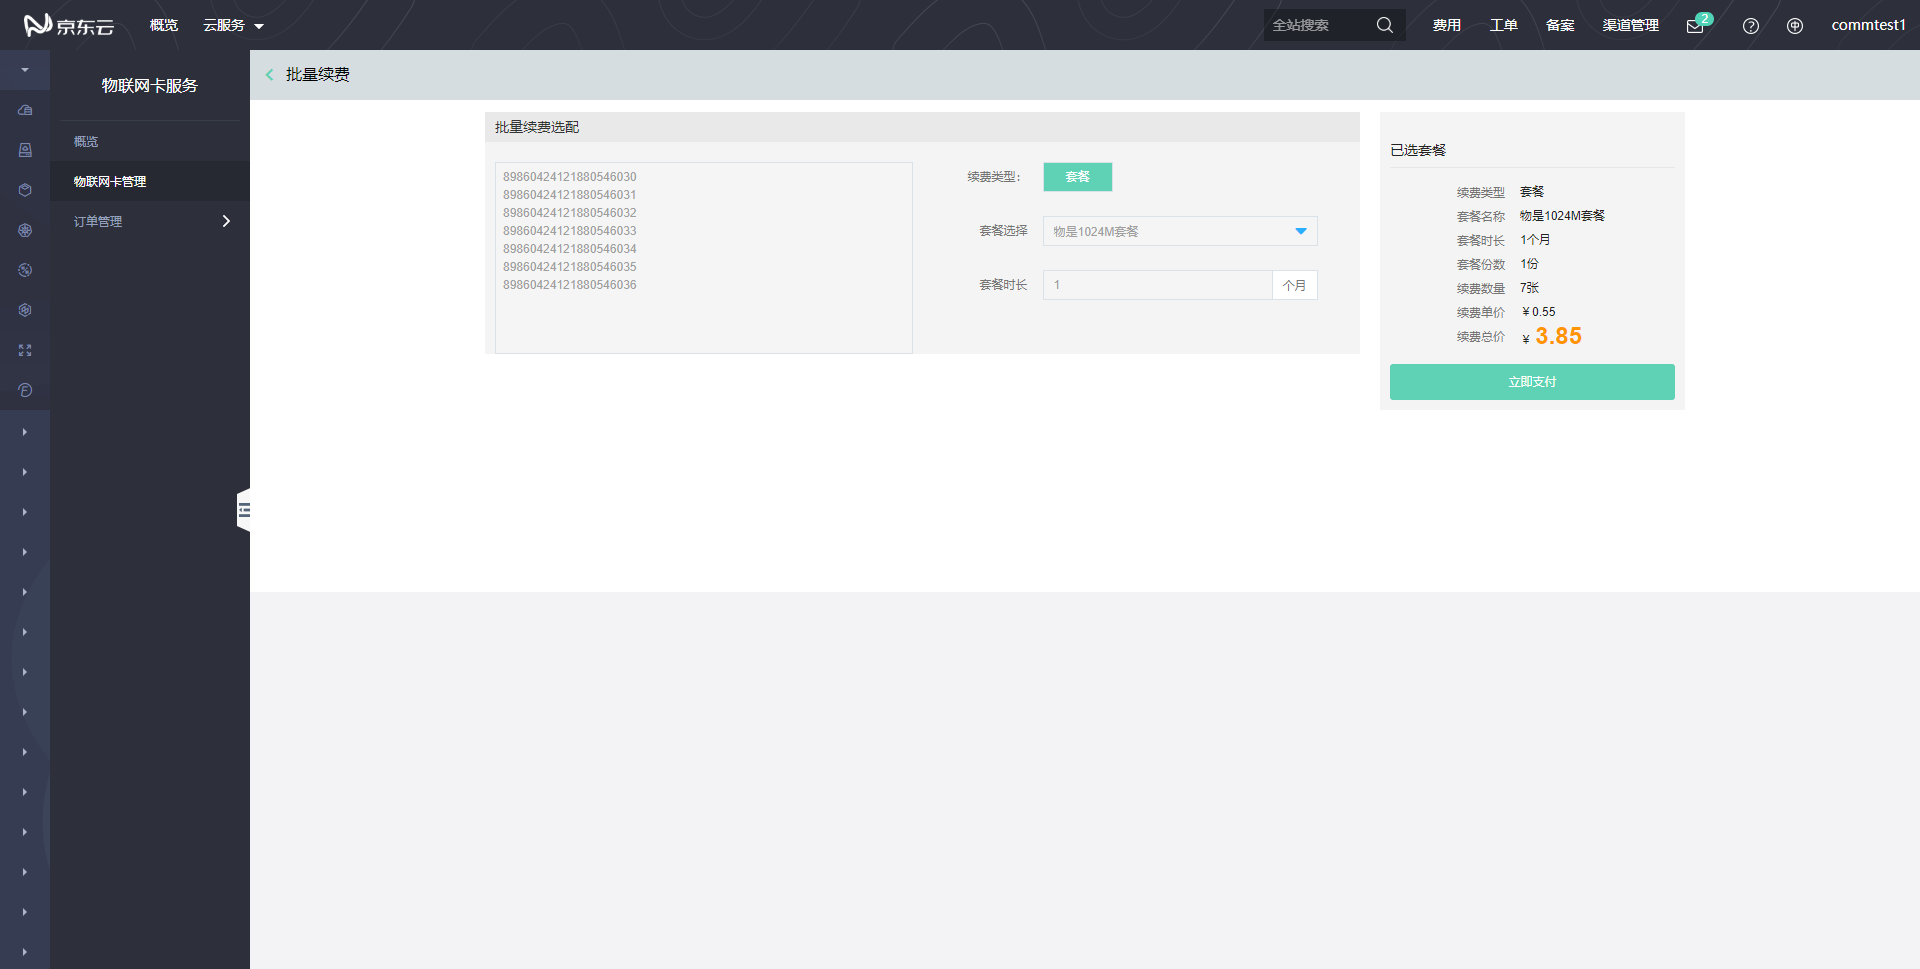 京东云 概览 云服务 全站搜索 费用 工单 备案 渠道管理 2 commtest1
物联网卡服务
概览
物联网卡管理
订单管理
批量续费
批量续费选配
89860424121880546030
89860424121880546031
89860424121880546032
89860424121880546033
89860424121880546034
89860424121880546035
89860424121880546036
续费类型: 套餐
套餐选择 物是1024M套餐
套餐时长 1 个月
已选套餐
续费类型 套餐
套餐名称 物是1024M套餐
套餐时长 1个月
套餐份数 1份
续费数量 7张
续费单价 ¥0.55
续费总价 ¥ 3.85
立即支付